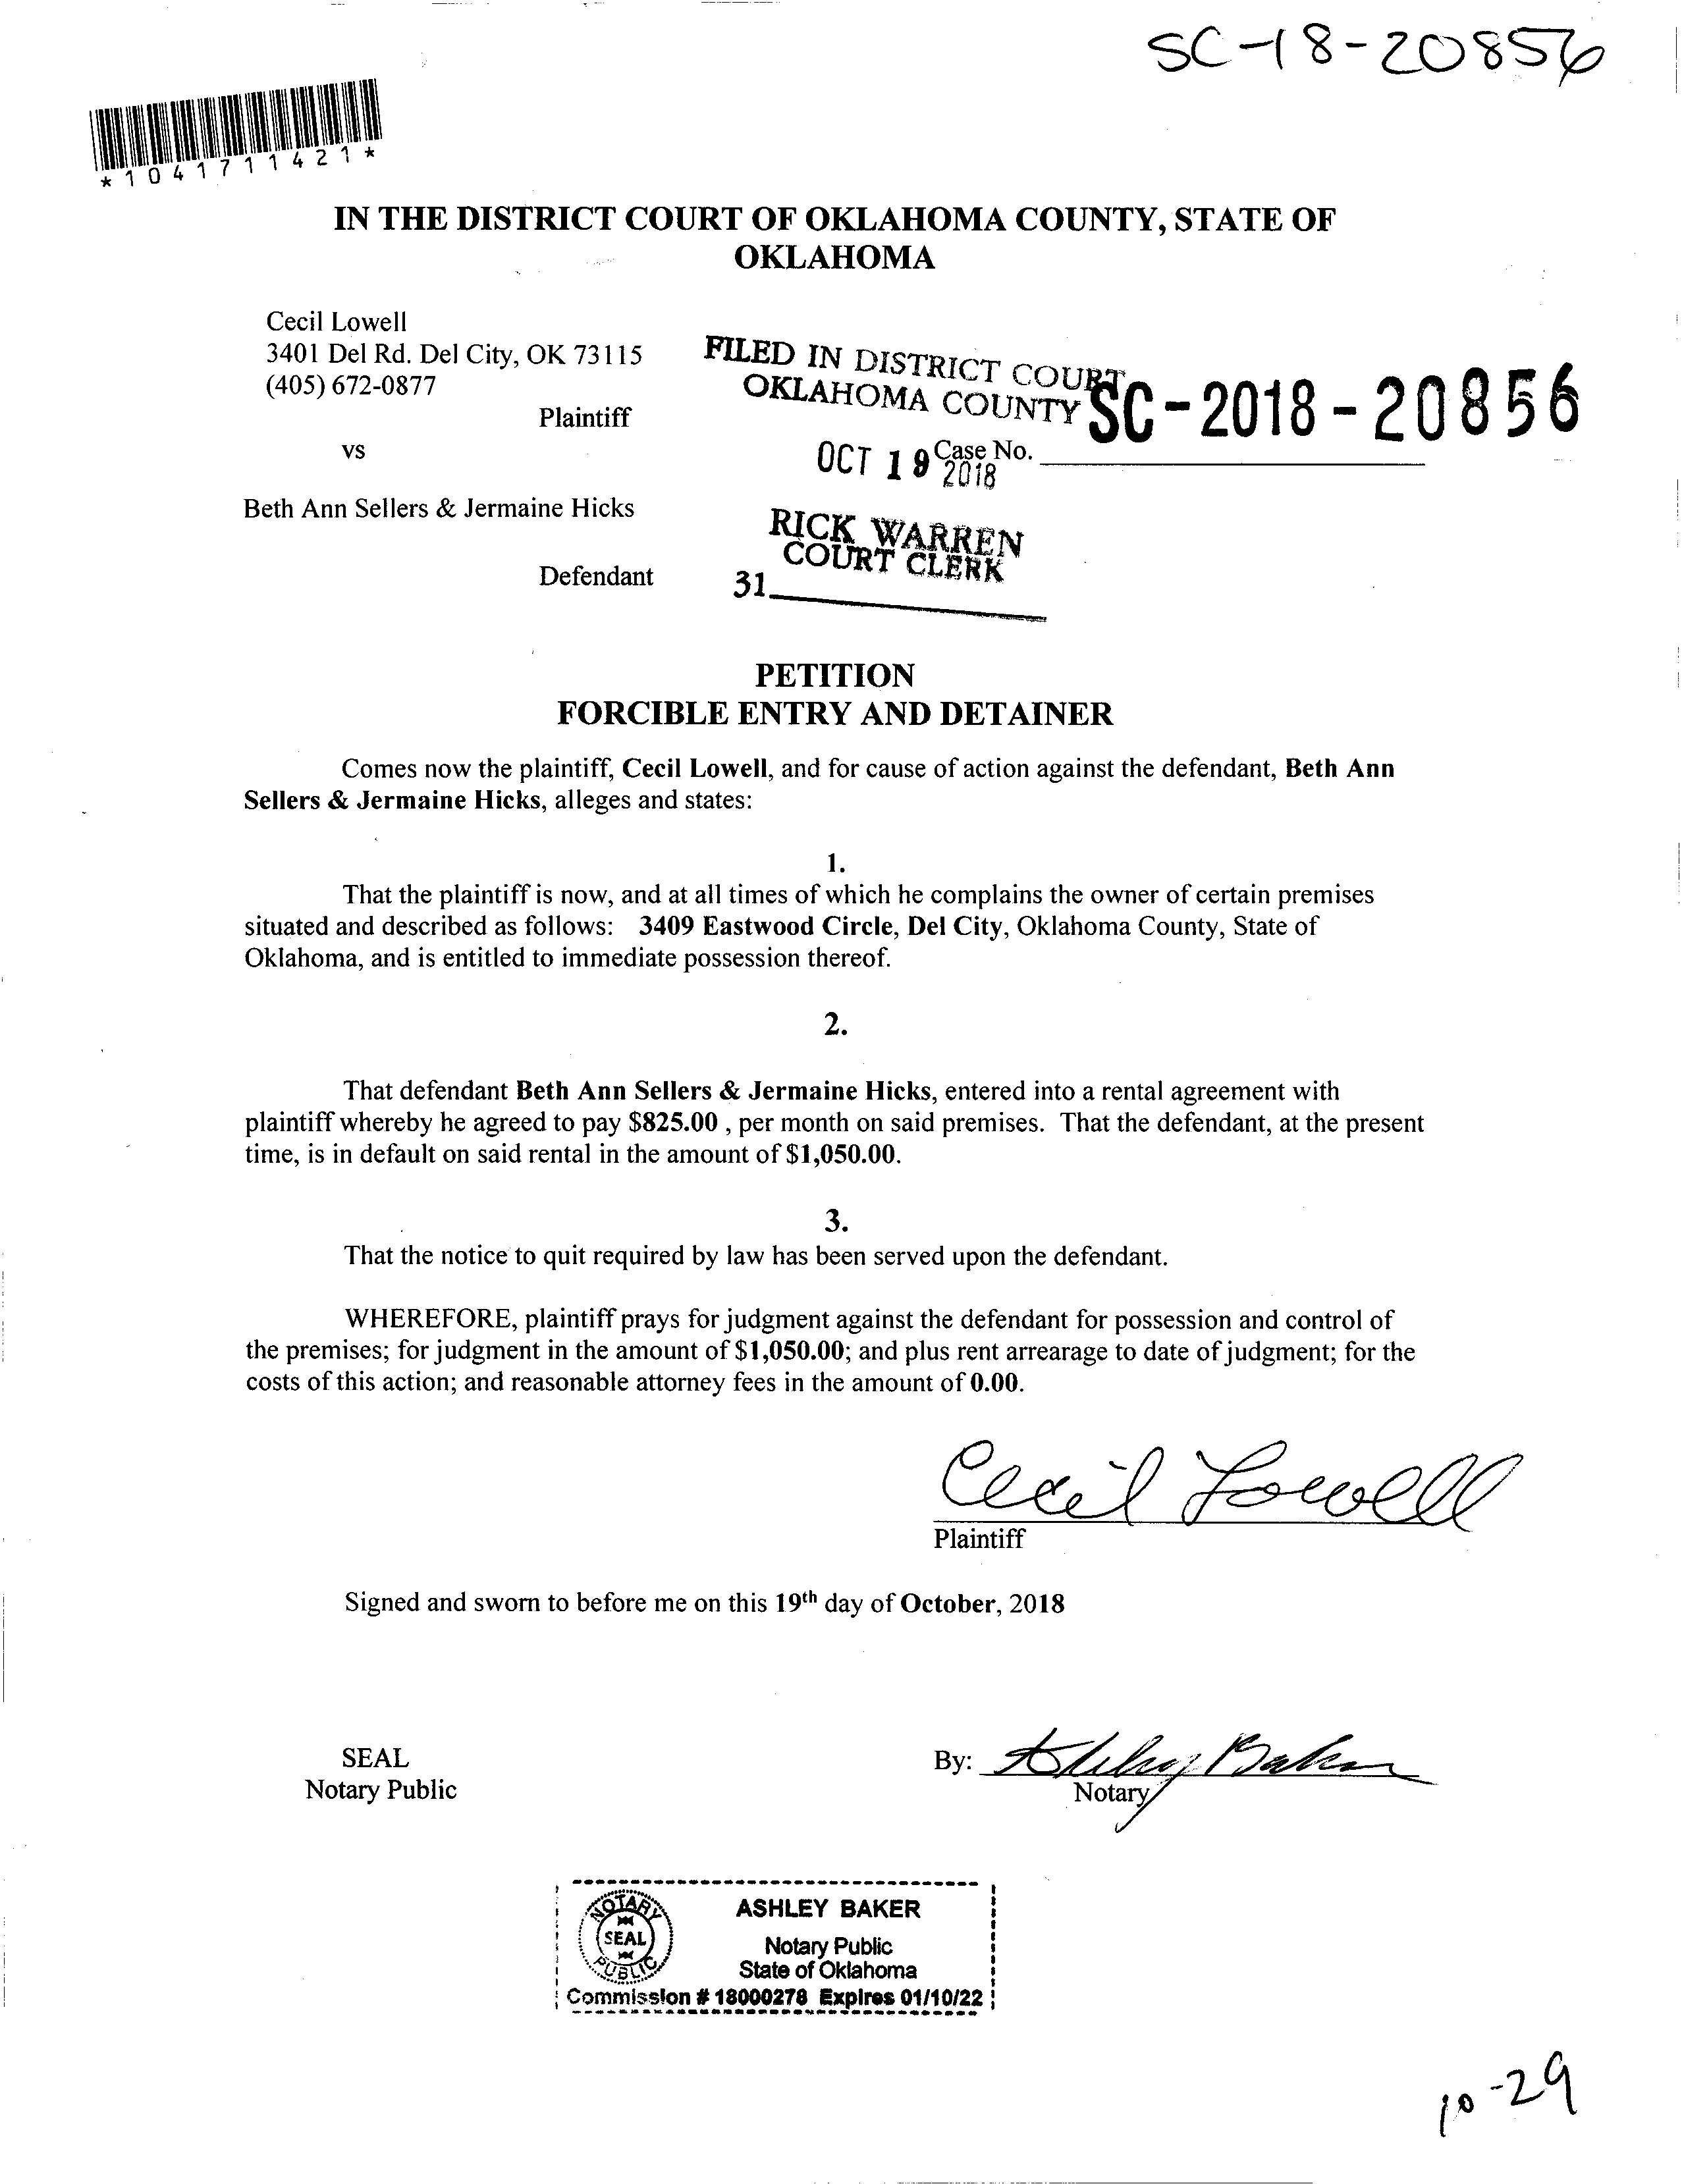 SC-18-20856
*1041711421*
IN THE DISTRICT COURT OF OKLAHOMA COUNTY, STATE OF
OKLAHOMA
Cecil Lowell
3401 Del Rd. Del City, OK 73115
(405) 672-0877
Plaintiff
vs
Beth Ann Sellers & Jermaine Hicks
Defendant
FILED IN DISTRICT COURT
OKLAHOMA COUNTY
SC-2018-20856
Case No.
OCT 19 2018
RICK WARREN
COURT CLERK
31
PETITION
FORCIBLE ENTRY AND DETAINER
Comes now the plaintiff, Cecil Lowell, and for cause of action against the defendant, Beth Ann
Sellers & Jermaine Hicks, alleges and states:
1.
That the plaintiff is now, and at all times of which he complains the owner of certain premises
situated and described as follows: 3409 Eastwood Circle, Del City, Oklahoma County, State of
Oklahoma, and is entitled to immediate possession thereof.
2.
That defendant Beth Ann Sellers & Jermaine Hicks, entered into a rental agreement with
plaintiff whereby he agreed to pay $825.00 , per month on said premises. That the defendant, at the present
time, is in default on said rental in the amount of $1,050.00.
3.
That the notice to quit required by law has been served upon the defendant.
WHEREFORE, plaintiff prays for judgment against the defendant for possession and control of
the premises; for judgment in the amount of $1,050.00; and plus rent arrearage to date of judgment; for the
costs of this action; and reasonable attorney fees in the amount of 0.00.
Cecil Lowell
Plaintiff
Signed and sworn to before me on this 19th day of October, 2018
SEAL
Notary Public
By: Ashley Baker
Notary
NOTARY
SEAL
PUBLIC
ASHLEY BAKER
Notary Public
State of Oklahoma
Commission # 18000278 Expires 01/10/22
10-29